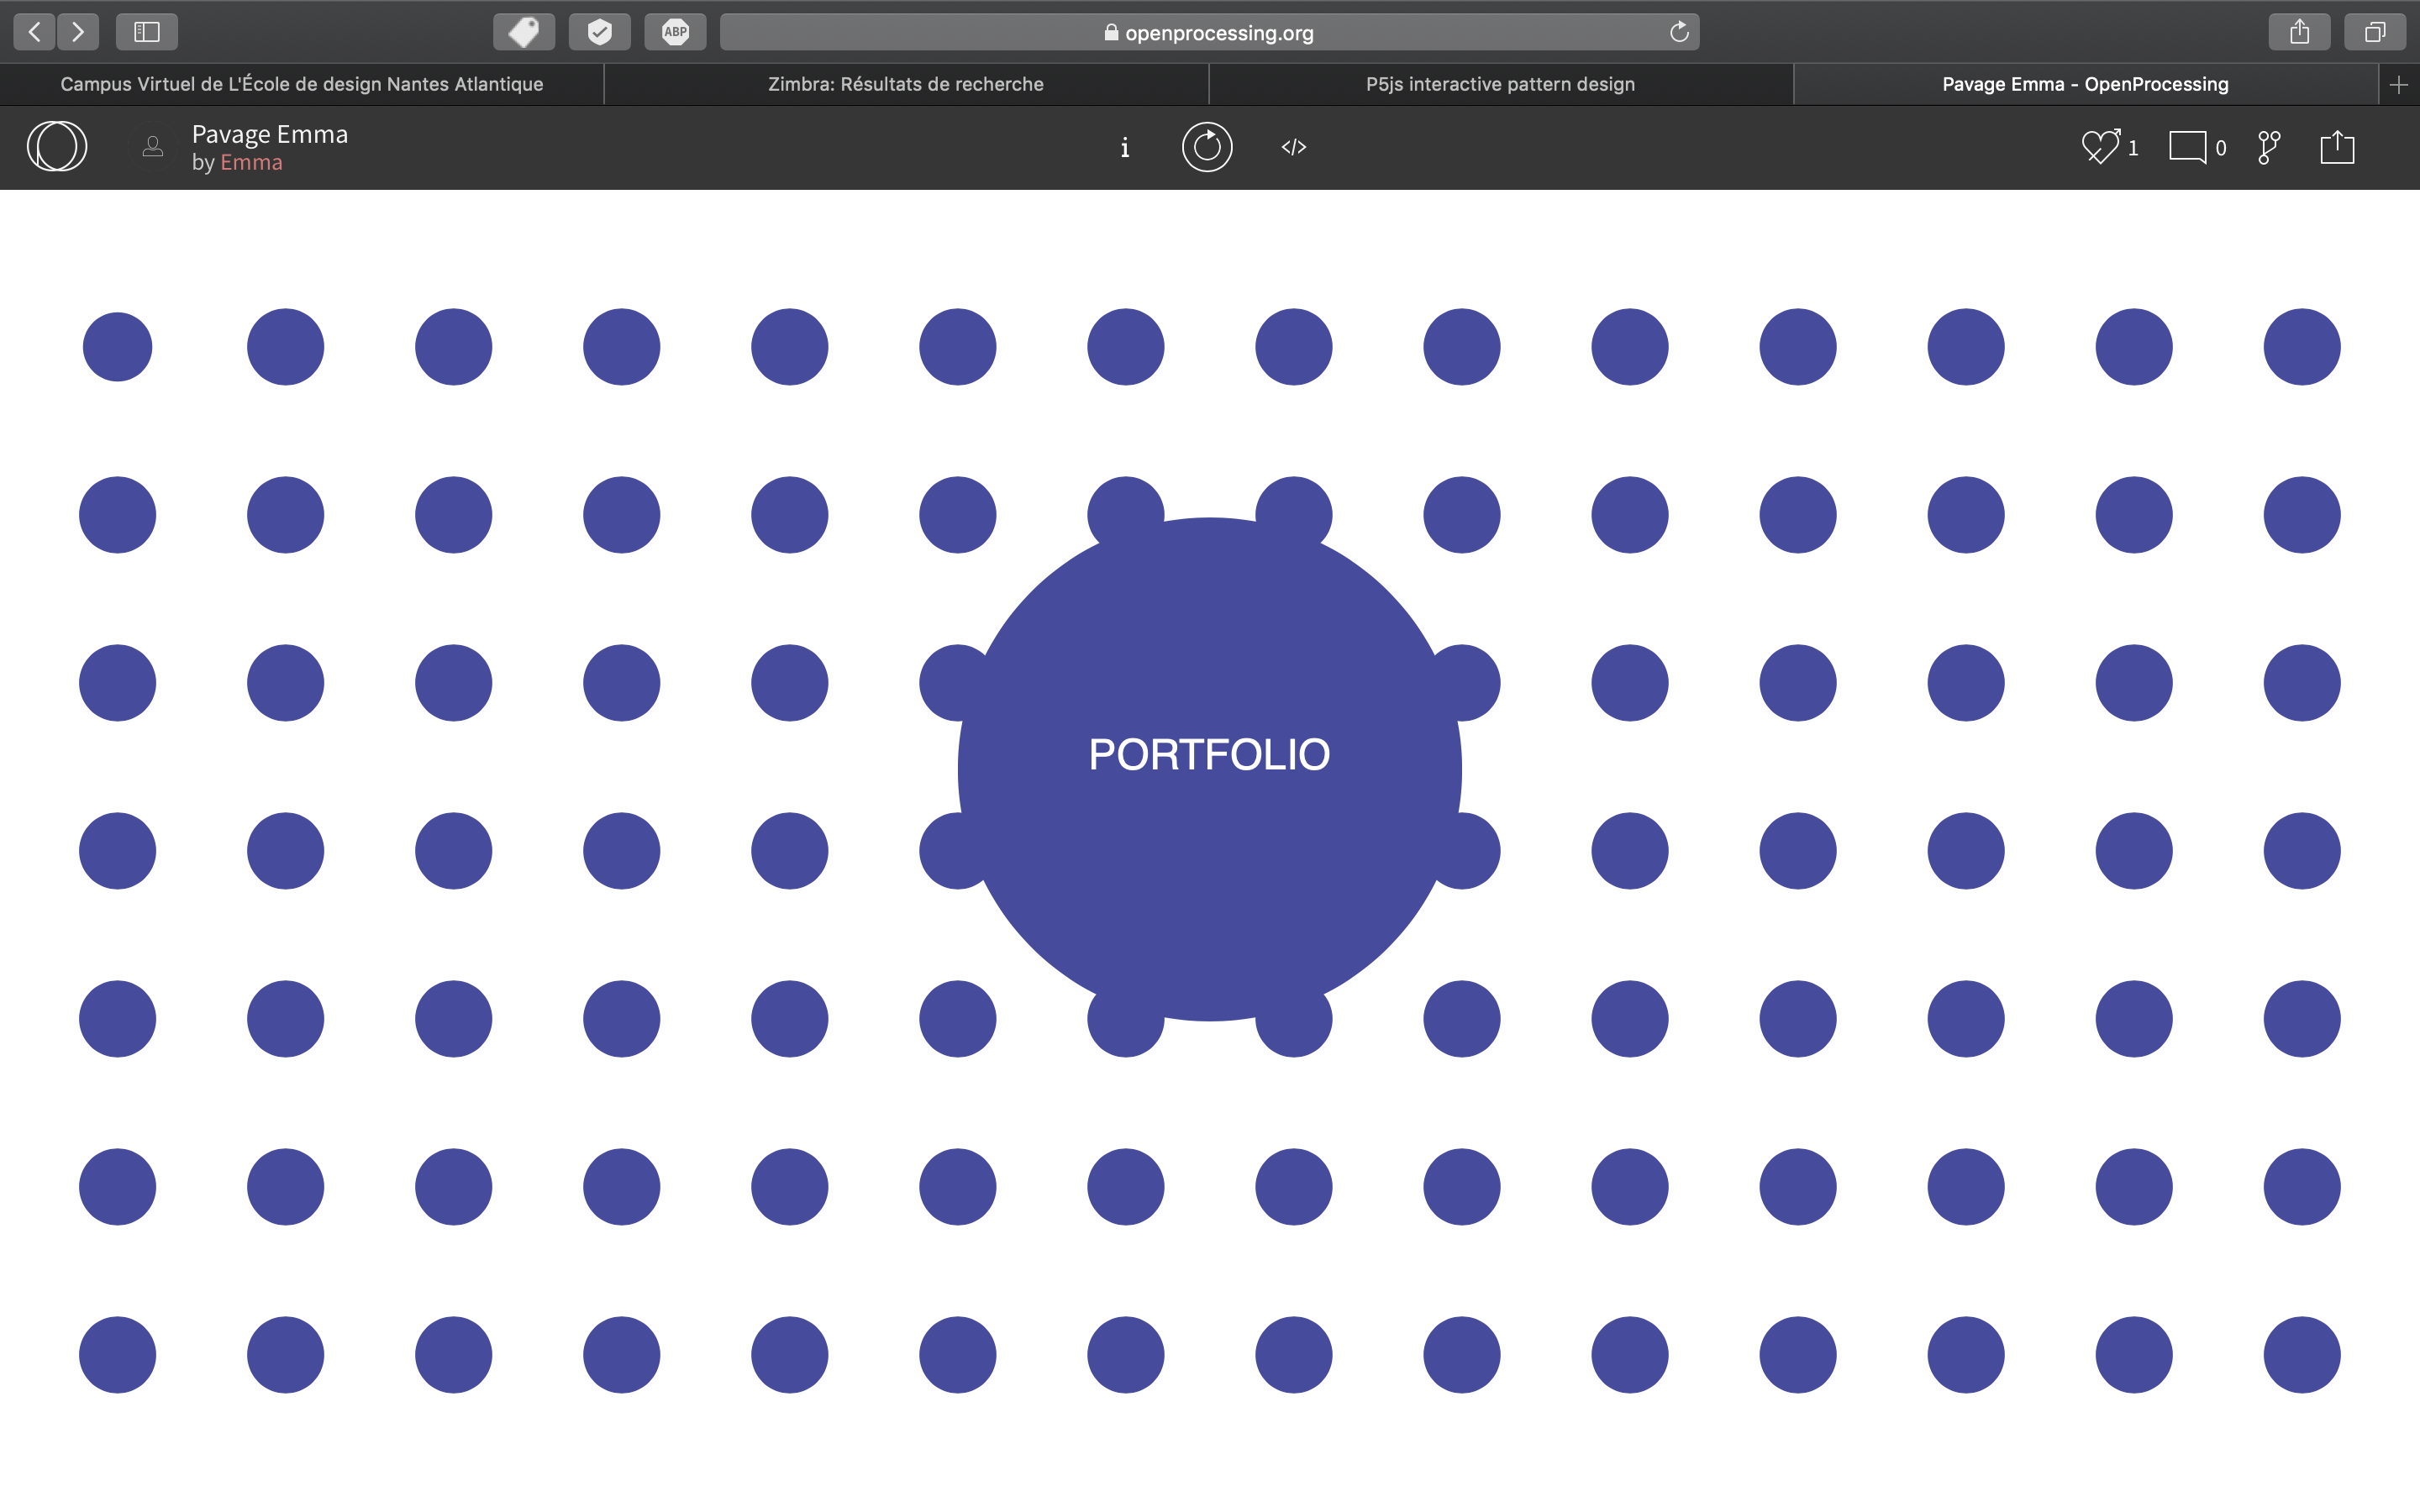 ABP
openprocessing.org
Campus Virtuel de L'École de design Nantes Atlantique
Zimbra: Résultats de recherche
P5js interactive pattern design
Pavage Emma - OpenProcessing
Pavage Emma
by Emma
i
</>
1
0
PORTFOLIO